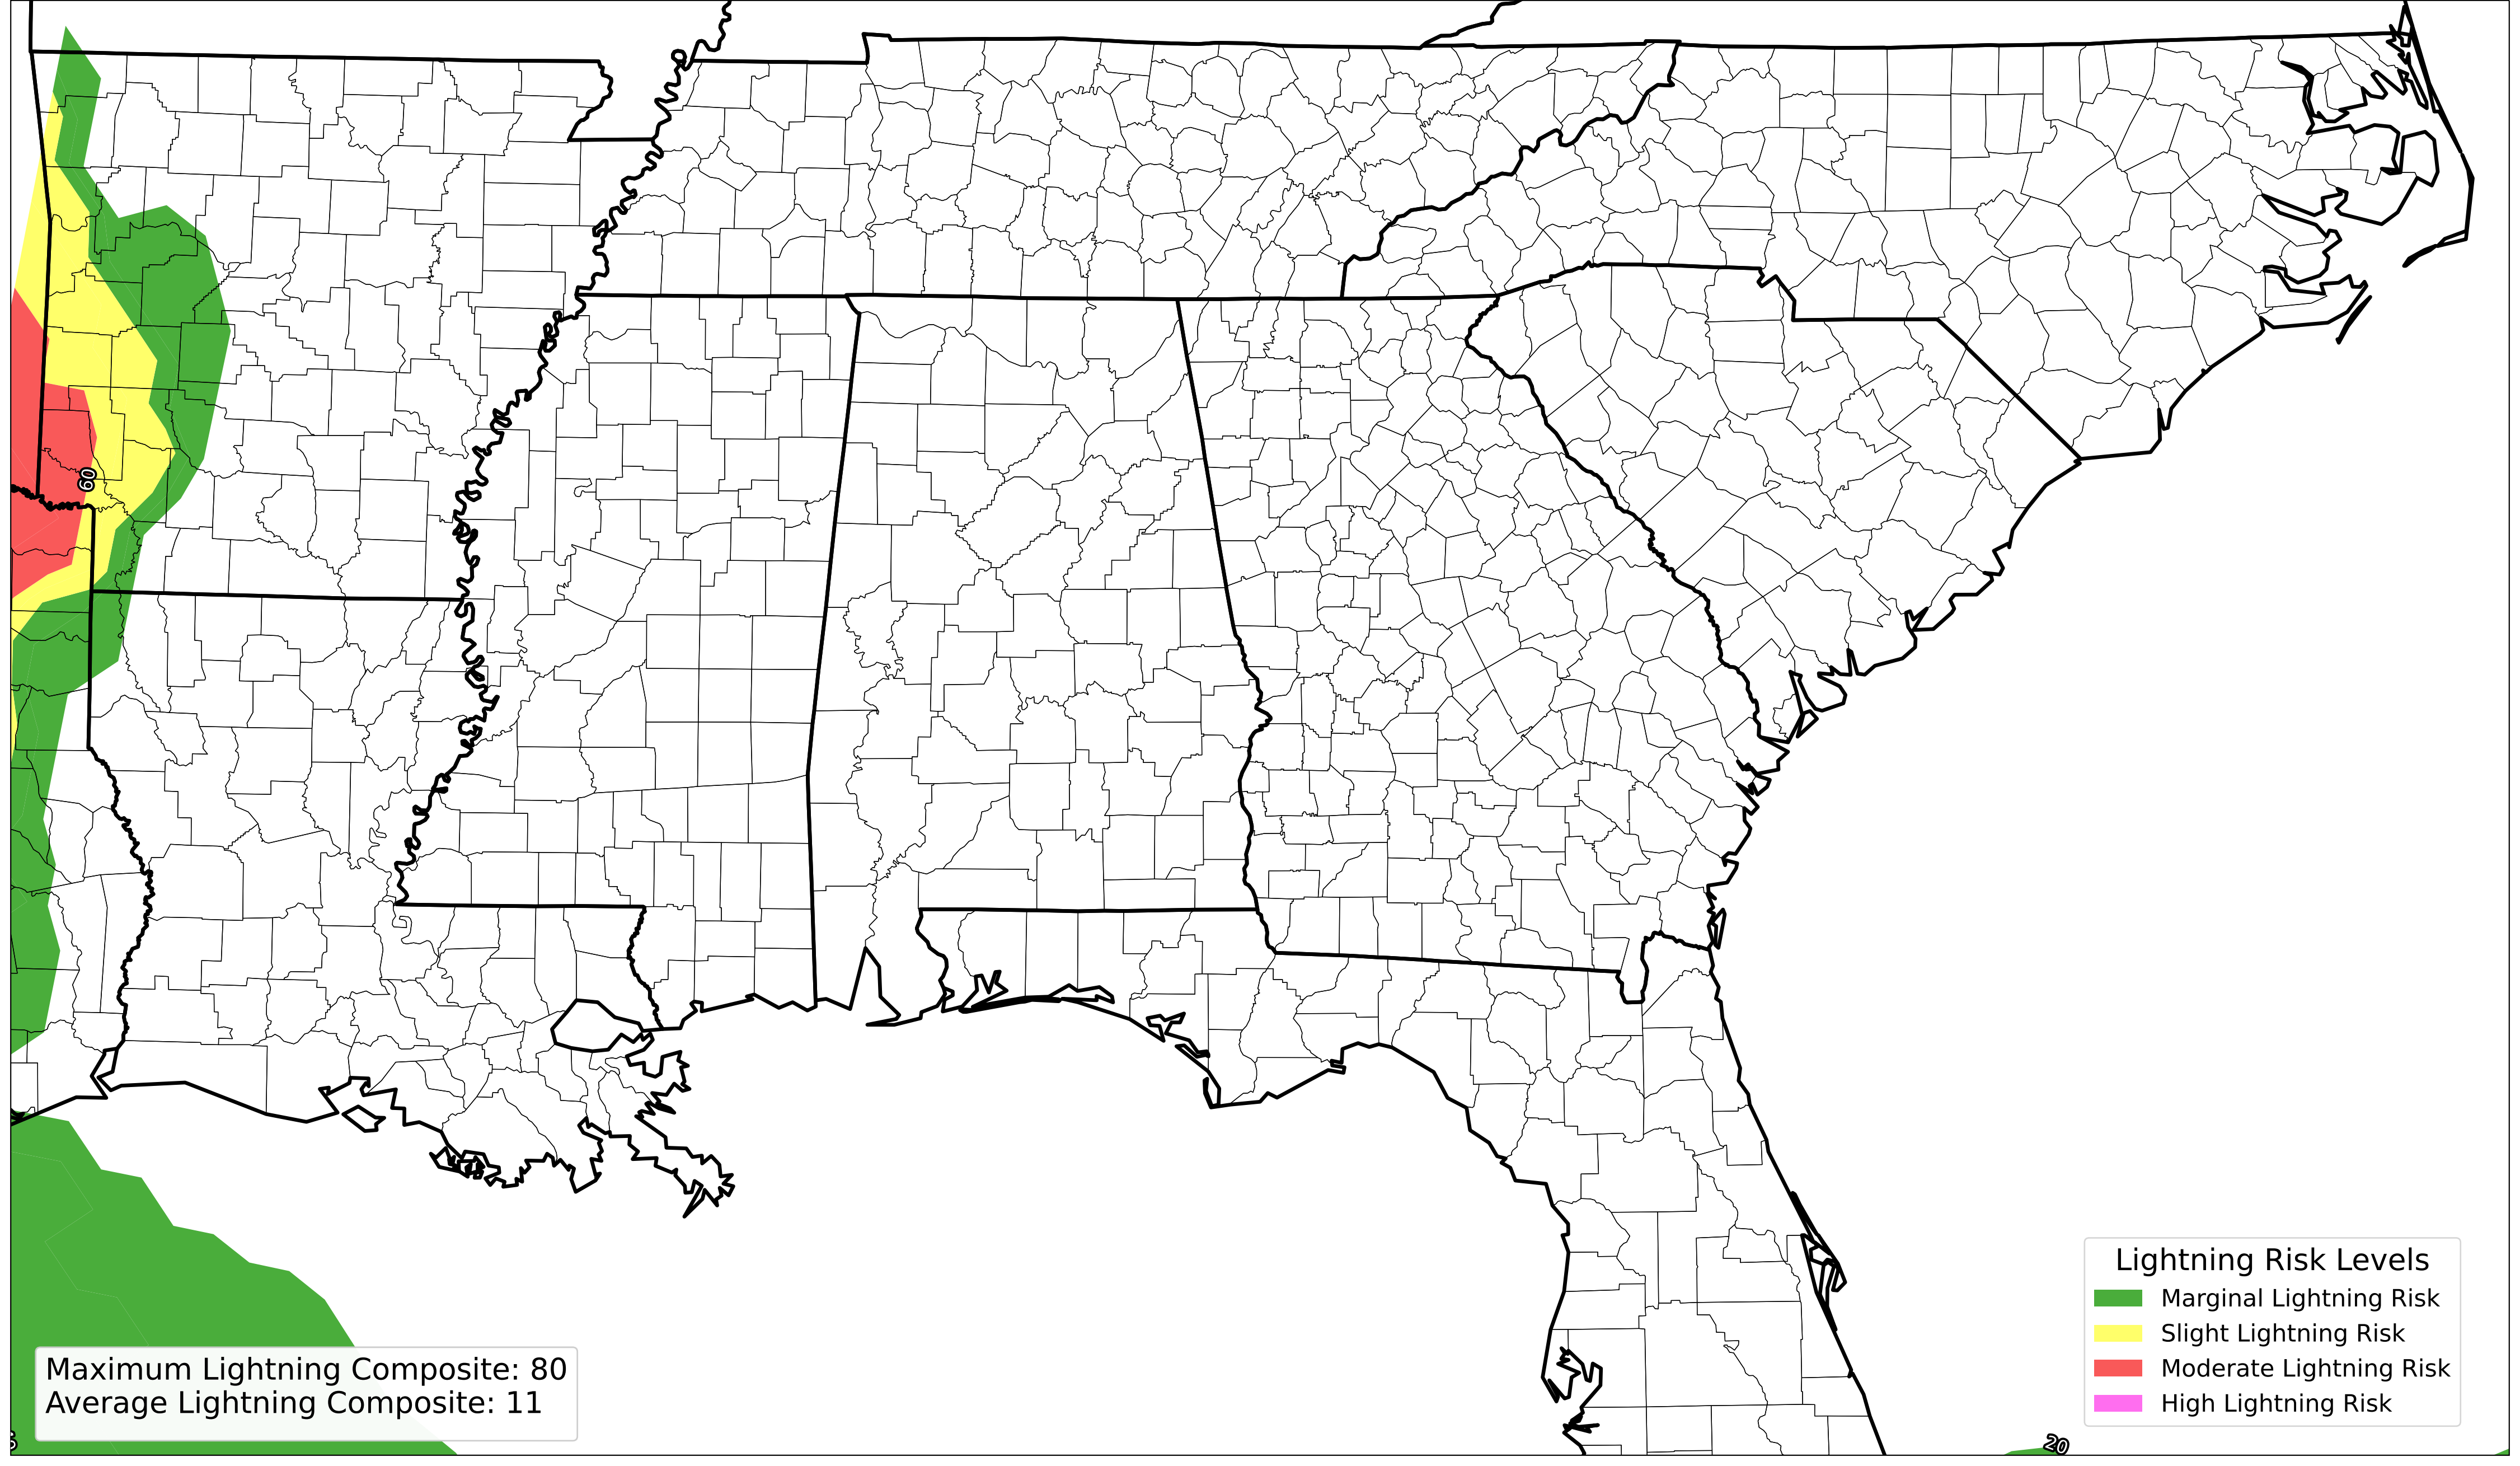 60
Lightning Risk Levels
Marginal Lightning Risk
Slight Lightning Risk
Moderate Lightning Risk
High Lightning Risk
Maximum Lightning Composite: 80
Average Lightning Composite: 11
20